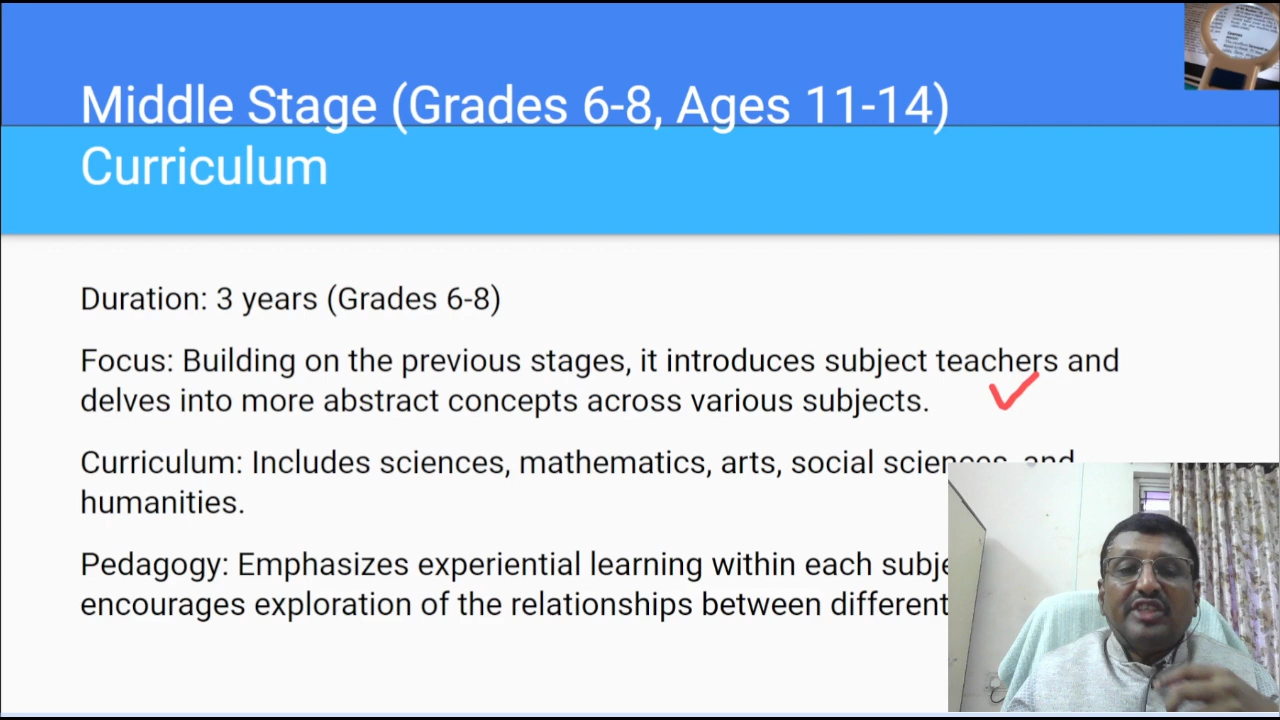 Middle Stage (Grades 6-8, Ages 11-14)
Curriculum
Duration: 3 years (Grades 6-8)
Focus: Building on the previous stages, it introduces subject teachers and
delves into more abstract concepts across various subjects.
Curriculum: Includes sciences, mathematics, arts, social sciences, and
humanities.
Pedagogy: Emphasizes experiential learning within each
encourages exploration of the relationships between different